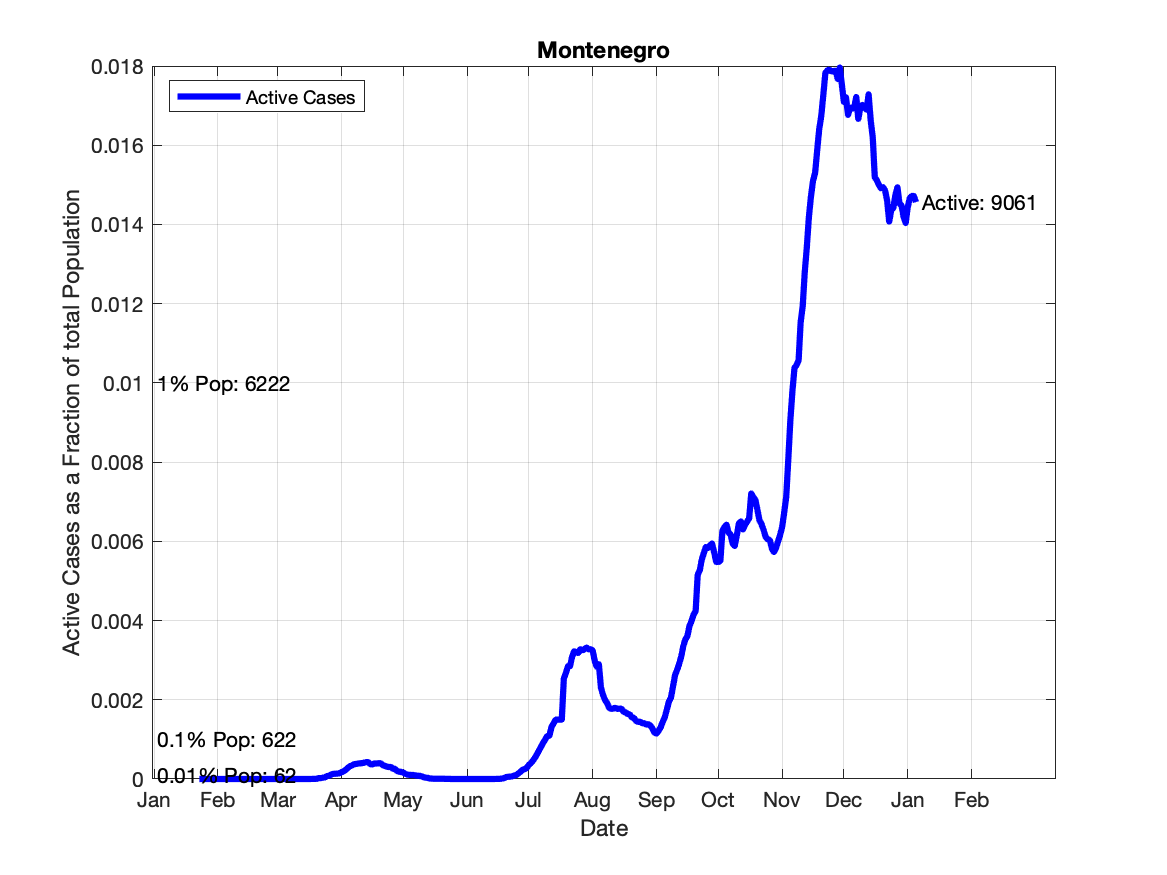 Montenegro
Active Cases
0.018
0.016
0.014
0.012
0.01
0.008
0.006
0.004
0.002
0
Active Cases as a Fraction of total Population
Active: 9061
1% Pop: 6222
0.1% Pop: 622
0.01% Pop: 62
Jan Feb Mar Apr May Jun Jul Aug Sep Oct Nov Dec Jan Feb
Date